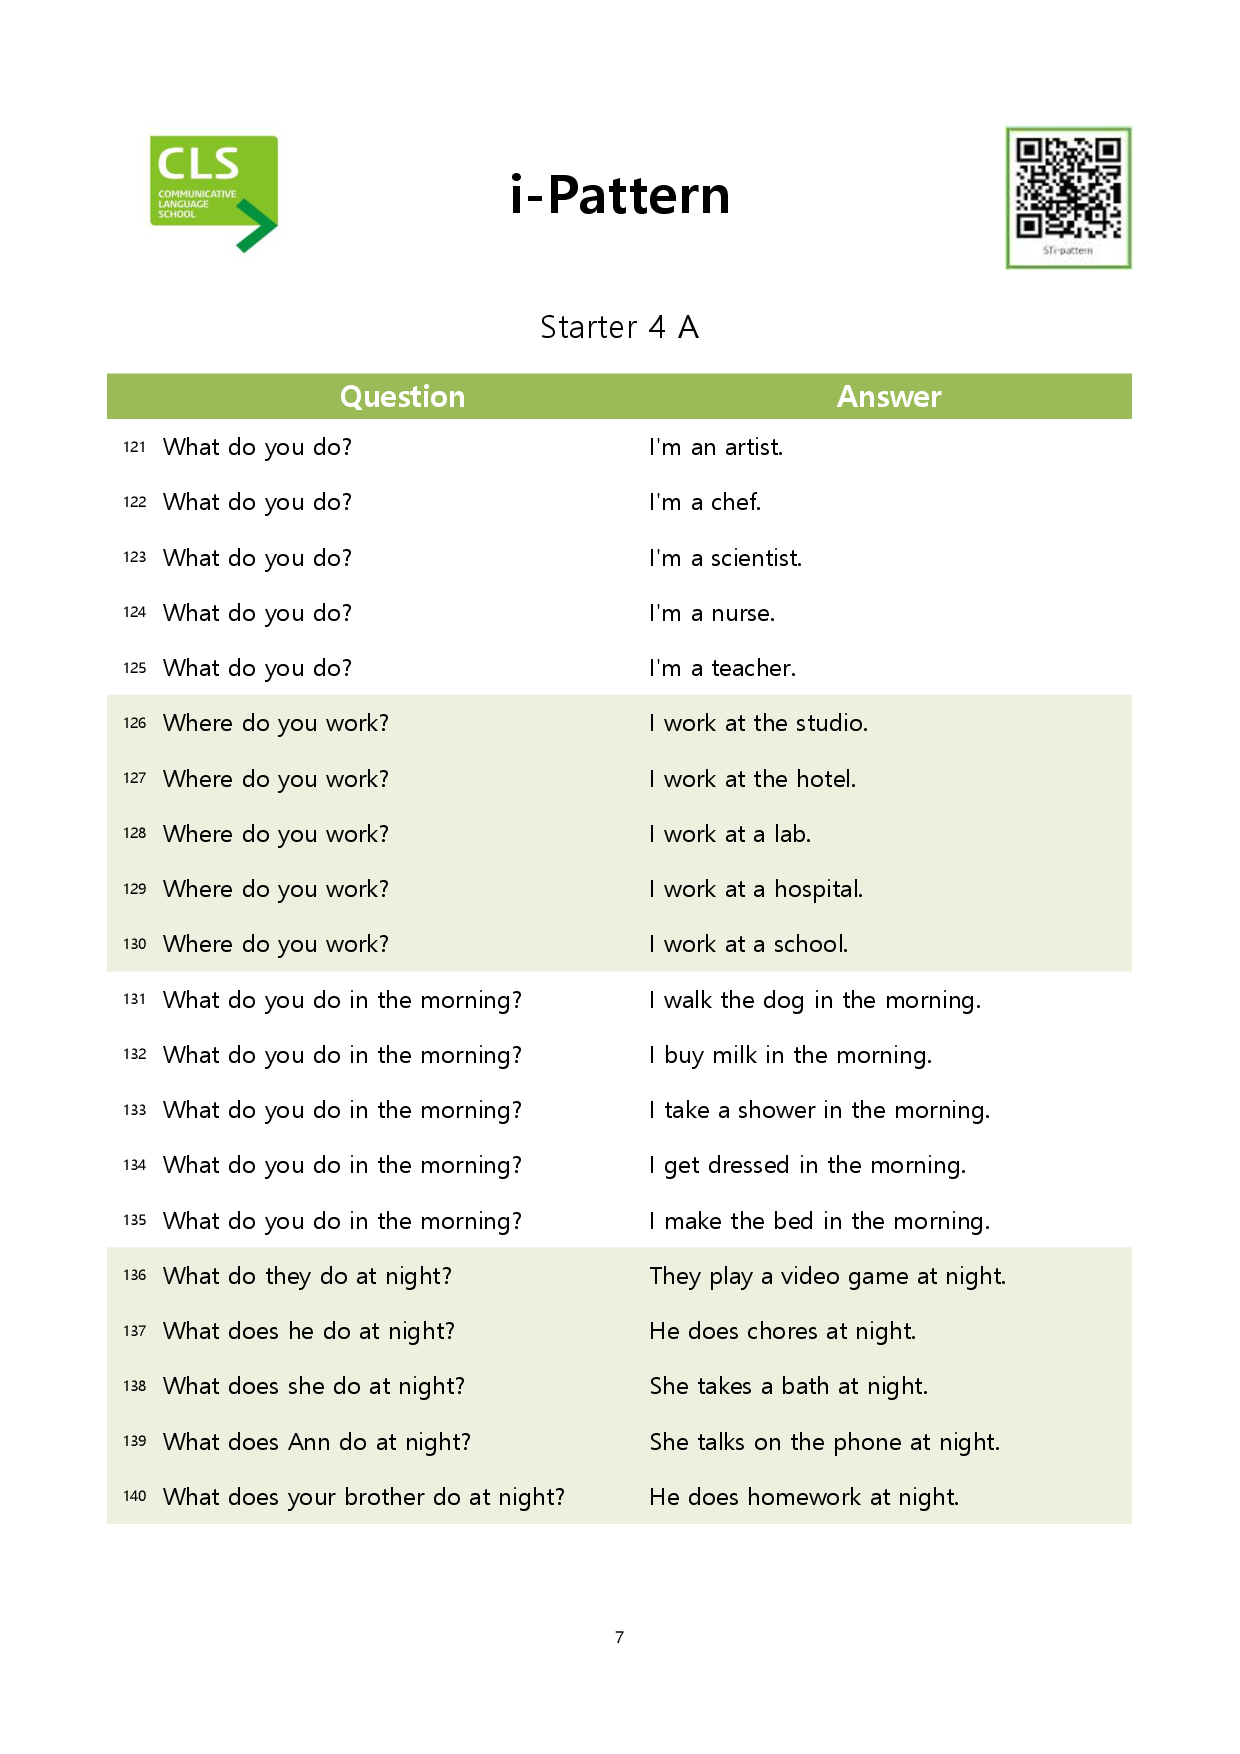 CLS
COMMUNICATIVE
LANGUAGE
SCHOOL
i-Pattern
STi-pattern
Starter 4 A
Question Answer
121 What do you do? I'm an artist.
122 What do you do? I'm a chef.
123 What do you do? I'm a scientist.
124 What do you do? I'm a nurse.
125 What do you do? I'm a teacher.
126 Where do you work? I work at the studio.
127 Where do you work? I work at the hotel.
128 Where do you work? I work at a lab.
129 Where do you work? I work at a hospital.
130 Where do you work? I work at a school.
131 What do you do in the morning? I walk the dog in the morning.
132 What do you do in the morning? I buy milk in the morning.
133 What do you do in the morning? I take a shower in the morning.
134 What do you do in the morning? I get dressed in the morning.
135 What do you do in the morning? I make the bed in the morning.
136 What do they do at night? They play a video game at night.
137 What does he do at night? He does chores at night.
138 What does she do at night? She takes a bath at night.
139 What does Ann do at night? She talks on the phone at night.
140 What does your brother do at night? He does homework at night.
7